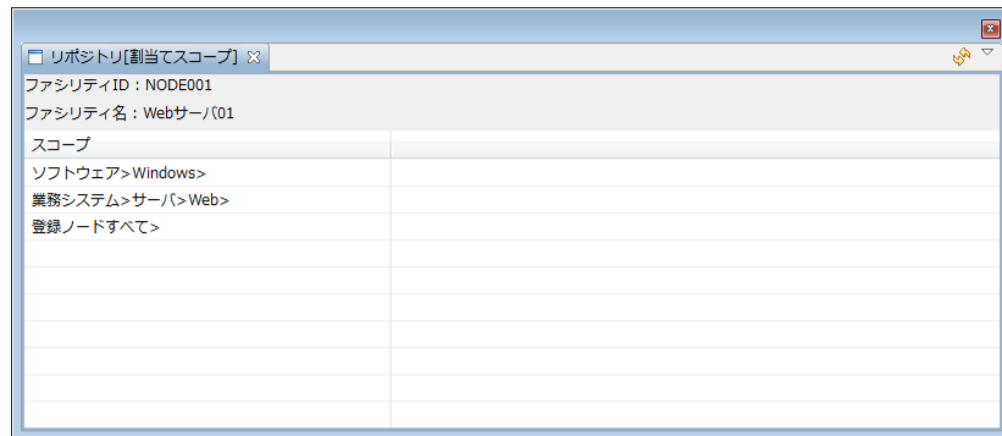 リポジトリ[割当てスコープ]
ファシリティID：NODE001
ファシリティ名：Webサーバ01
スコープ
ソフトウェア>Windows>
業務システム>サーバ>Web>
登録ノードすべて>